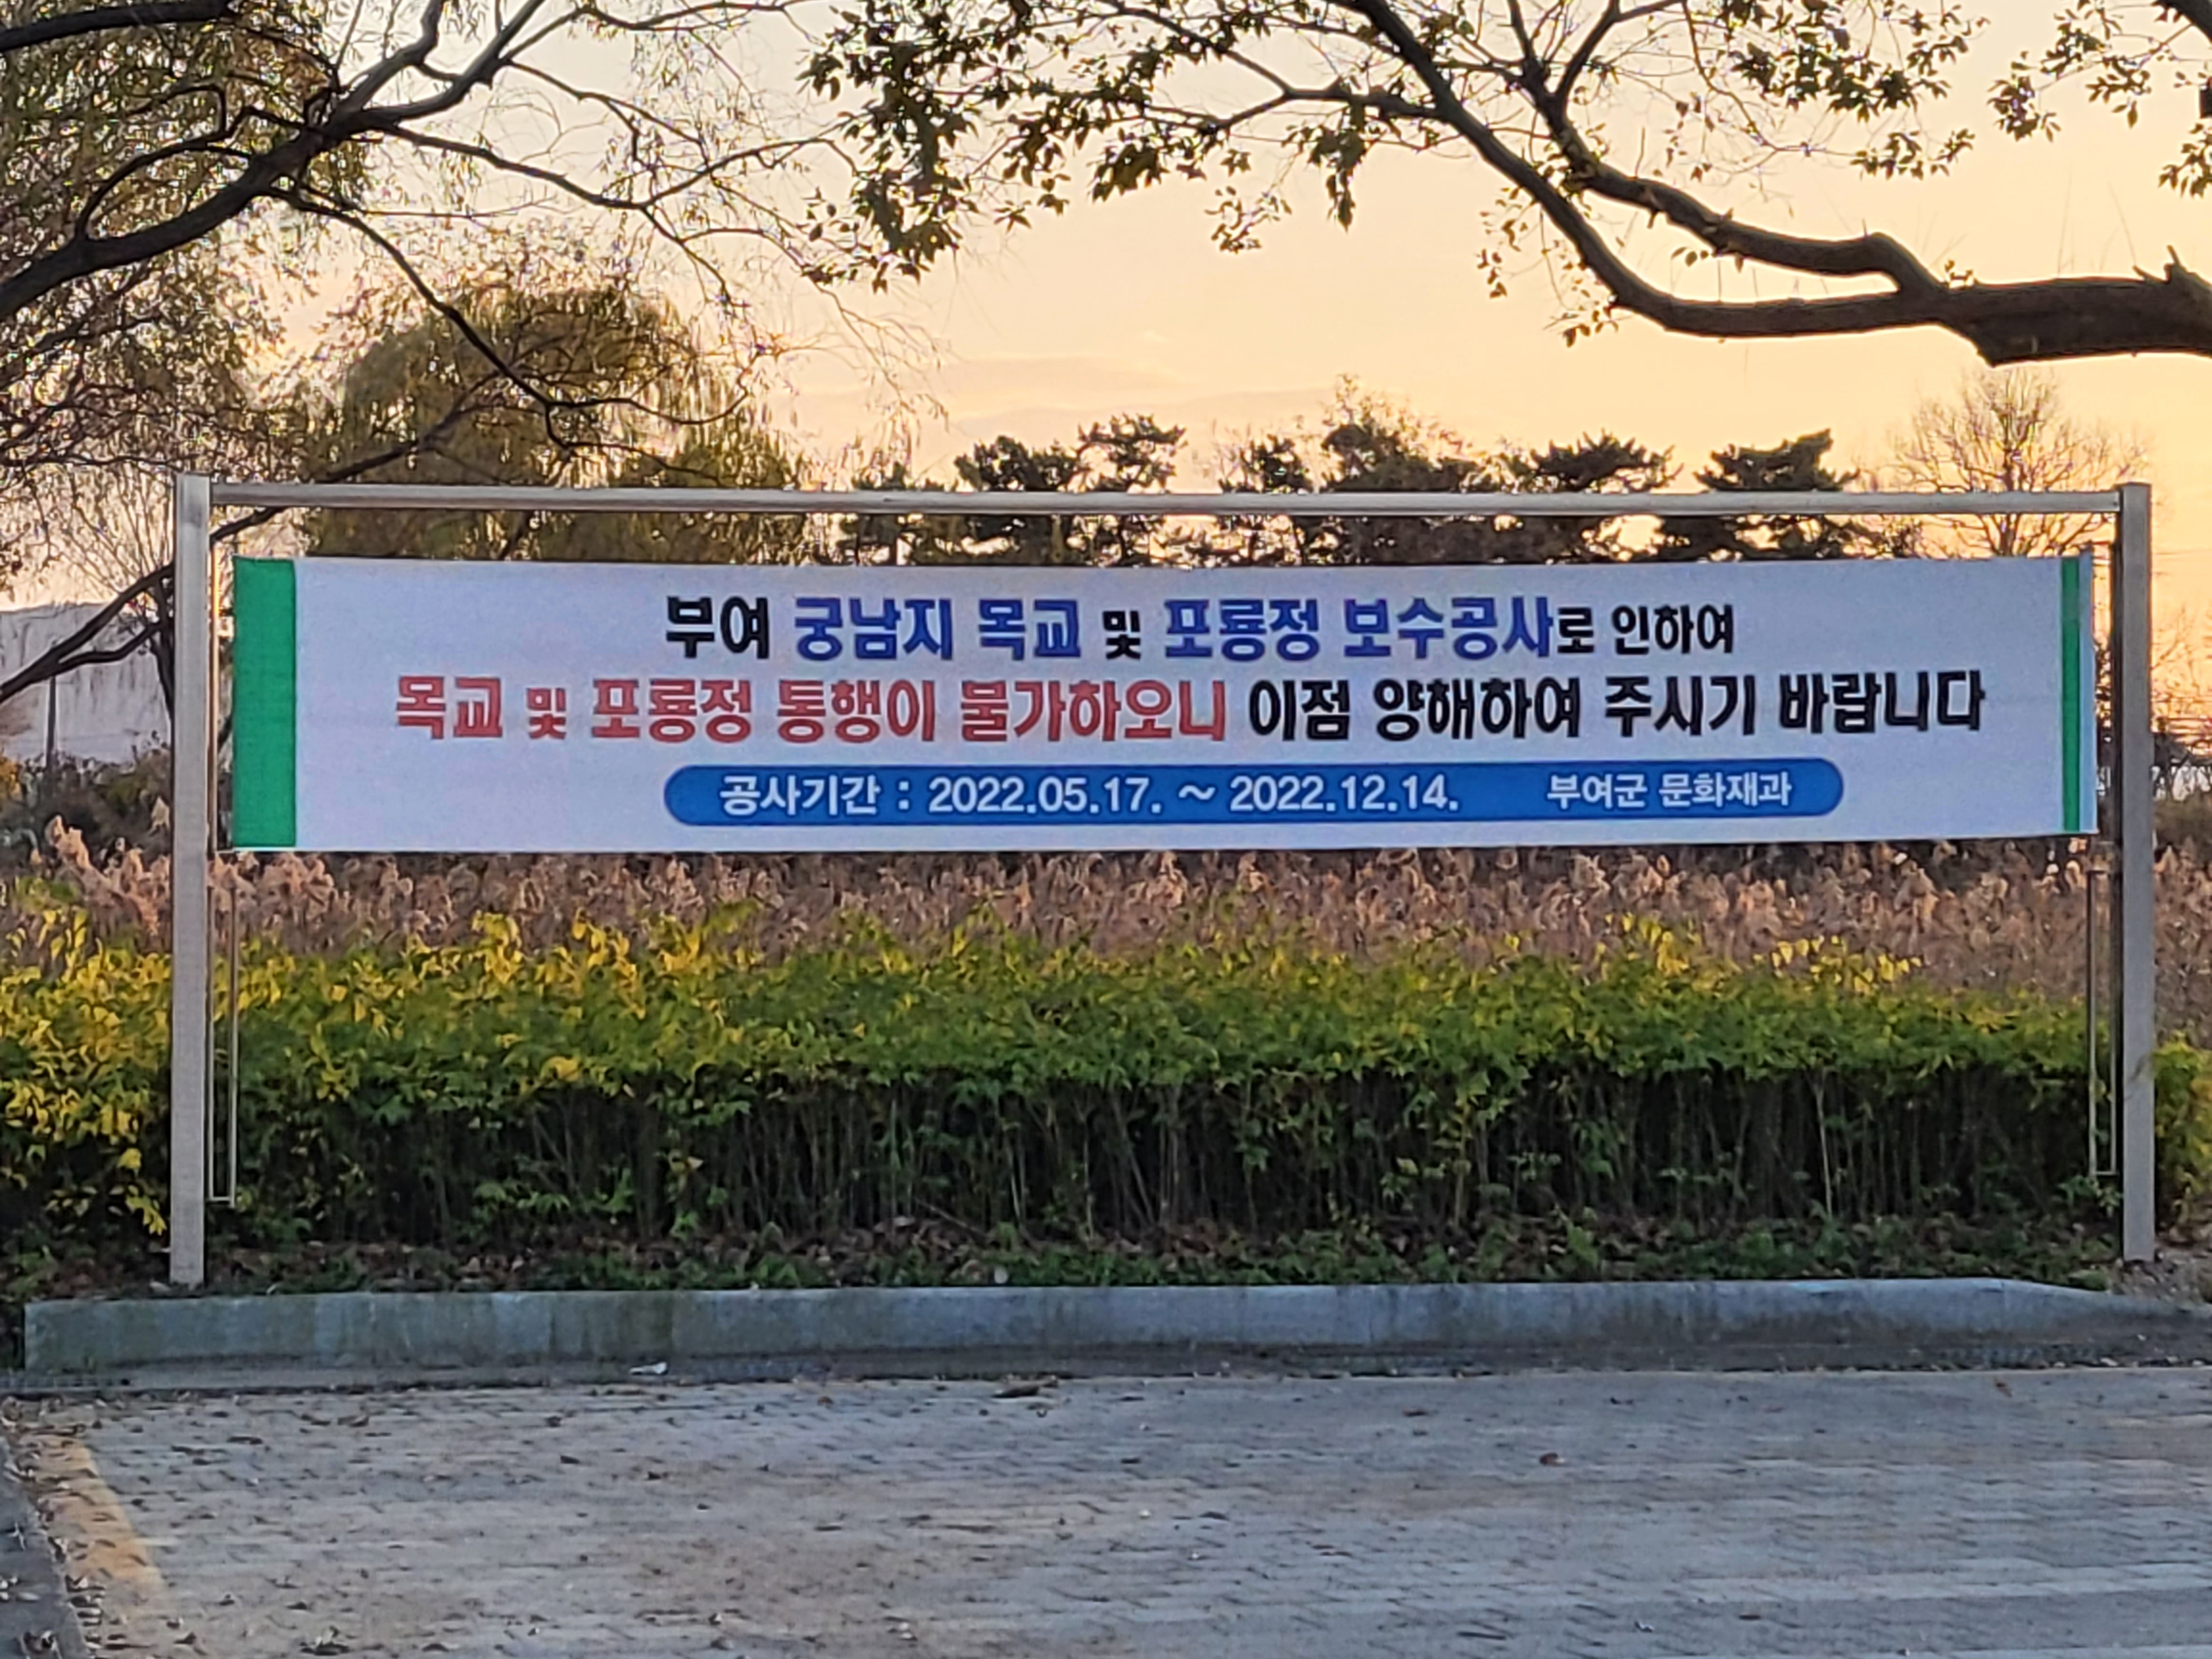 부여 궁남지 목교 및 포룡정 보수공사로 인하여
목교 및 포룡정 통행이 불가하오니 이점 양해하여 주시기 바랍니다
공사기간 : 2022.05.17. ~ 2022.12.14. 부여군 문화재과